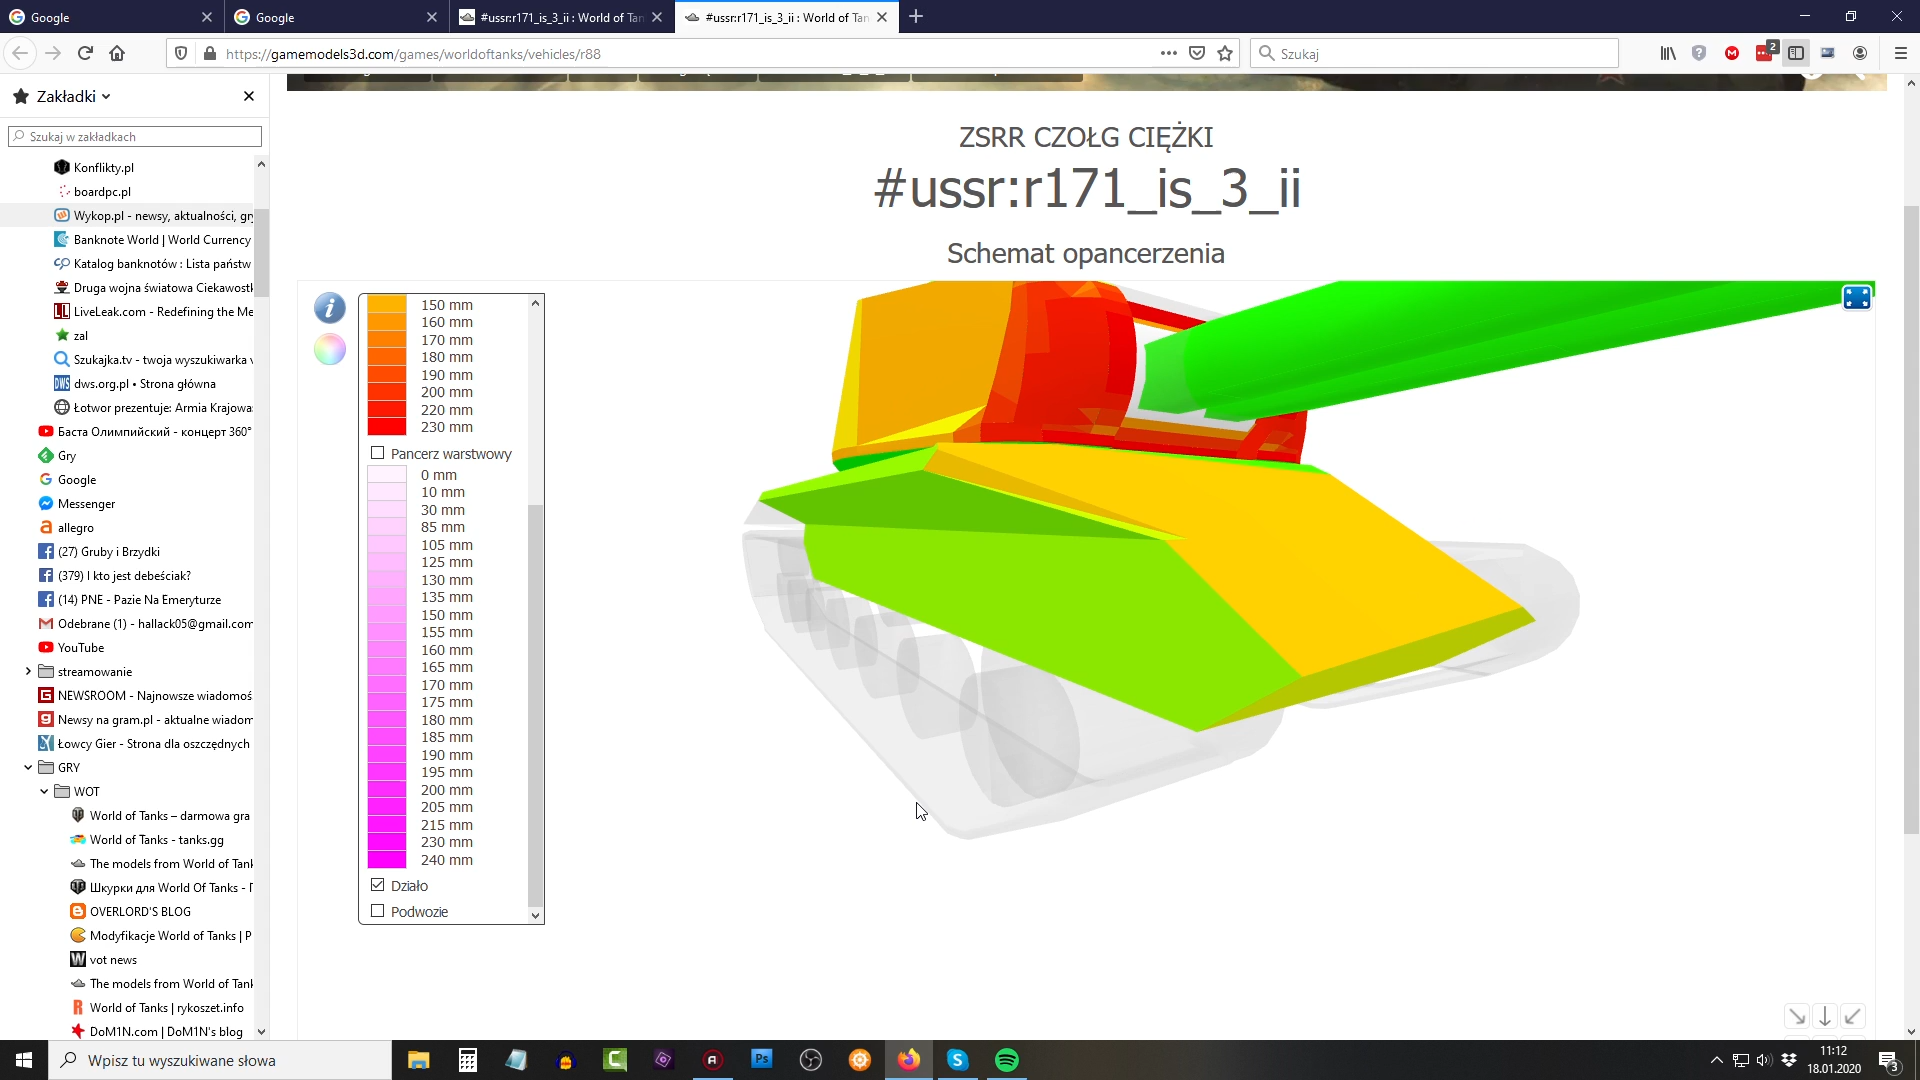 Google
Google
#ussr:r171_is_3_ii : World of Tan
#ussr:r171_is_3_ii : World of Tan
https://gamemodels3d.com/games/worldoftanks/vehicles/r88
Szukaj
2
Zakładki
Szukaj w zakładkach
Konflikty.pl
boardpc.pl
Wykop.pl - newsy, aktualności, gry
Banknote World | World Currency
Katalog banknotów : Lista państw
Druga wojna światowa Ciekawostk
LiveLeak.com - Redefining the Me
zal
Szukajka.tv - twoja wyszukiwarka v
dws.org.pl • Strona główna
Łotwor prezentuje: Armia Krajowa
Баста Олимпийский - концерт 360°
Gry
Google
Messenger
allegro
(27) Gruby i Brzydki
(379) I kto jest debeściak?
(14) PNE - Pazie Na Emeryturze
Odebrane (1) - hallack05@gmail.com
YouTube
streamowanie
NEWSROOM - Najnowsze wiadomoś
Newsy na gram.pl - aktualne wiadom
Łowcy Gier - Strona dla oszczędnych
GRY
WOT
World of Tanks – darmowa gra
World of Tanks - tanks.gg
The models from World of Tank
Шкурки для World Of Tanks - Г
OVERLORD'S BLOG
Modyfikacje World of Tanks | P
vot news
The models from World of Tank
World of Tanks | rykoszet.info
DoM1N.com | DoM1N's blog
ZSRR CZOŁG CIĘŻKI
#ussr:r171_is_3_ii
Schemat opancerzenia
150 mm
160 mm
170 mm
180 mm
190 mm
200 mm
220 mm
230 mm
Pancerz warstwowy
0 mm
10 mm
30 mm
85 mm
105 mm
125 mm
130 mm
135 mm
150 mm
155 mm
160 mm
165 mm
170 mm
175 mm
180 mm
185 mm
190 mm
195 mm
200 mm
205 mm
215 mm
230 mm
240 mm
Działo
Podwozie
Wpisz tu wyszukiwane słowa
11:12
18.01.2020
3